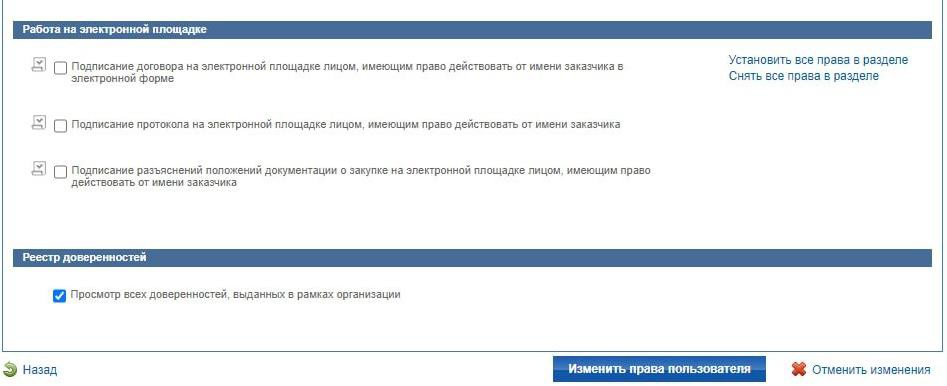 Работа на электронной площадке
Подписание договора на электронной площадке лицом, имеющим право действовать от имени заказчика в
электронной форме
Установить все права в разделе
Снять все права в разделе
Подписание протокола на электронной площадке лицом, имеющим право действовать от имени заказчика
Подписание разъяснений положений документации о закупке на электронной площадке лицом, имеющим право
действовать от имени заказчика
Реестр доверенностей
Просмотр всех доверенностей, выданных в рамках организации
Назад
Изменить права пользователя
Отменить изменения